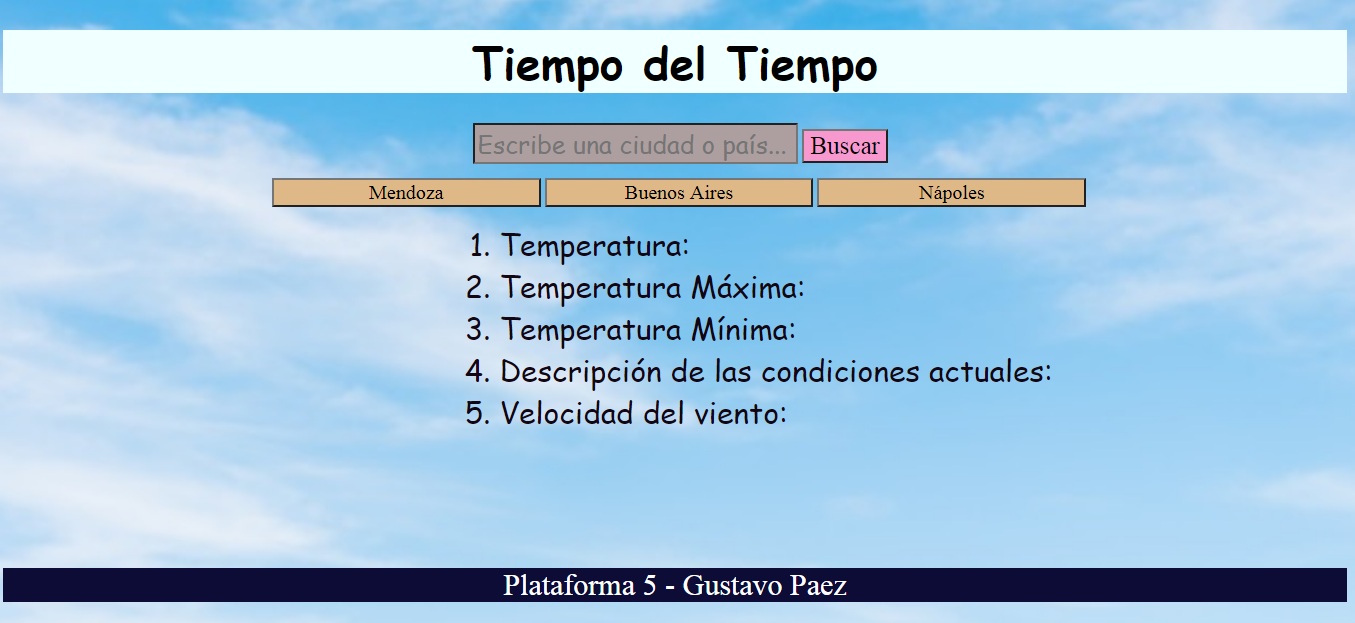 Tiempo del Tiempo
Escribe una ciudad o país... Buscar
Mendoza Buenos Aires Nápoles
1. Temperatura:
2. Temperatura Máxima:
3. Temperatura Mínima:
4. Descripción de las condiciones actuales:
5. Velocidad del viento:
Plataforma 5 - Gustavo Paez